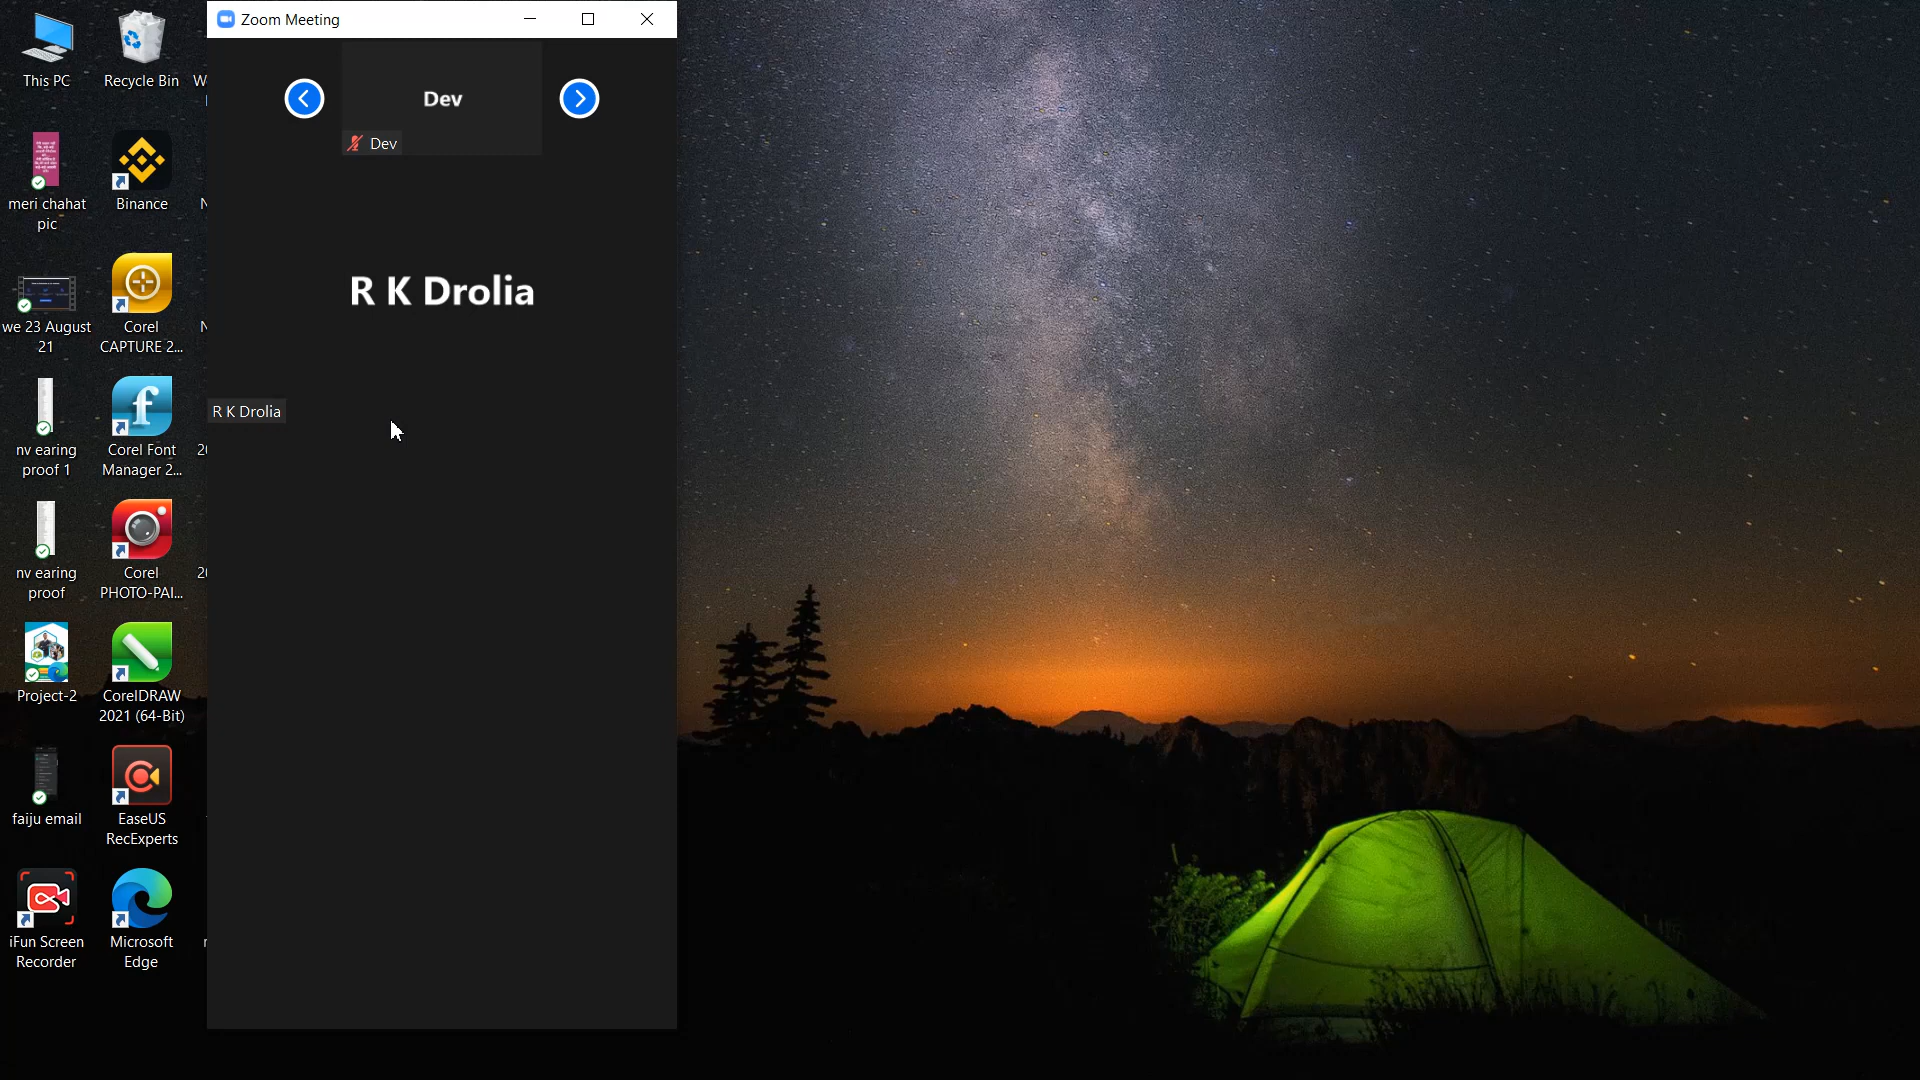 Zoom Meeting
Dev
Dev
R K Drolia
R K Drolia
This PC
Recycle Bin
meri chahat
pic
Binance
we 23 August
21
Corel
CAPTURE 2...
nv earing
proof 1
Corel Font
Manager 2...
nv earing
proof
Corel
PHOTO-PAI...
Project-2
CorelDRAW
2021 (64-Bit)
faiju email
EaseUS
RecExperts
iFun Screen
Recorder
Microsoft
Edge